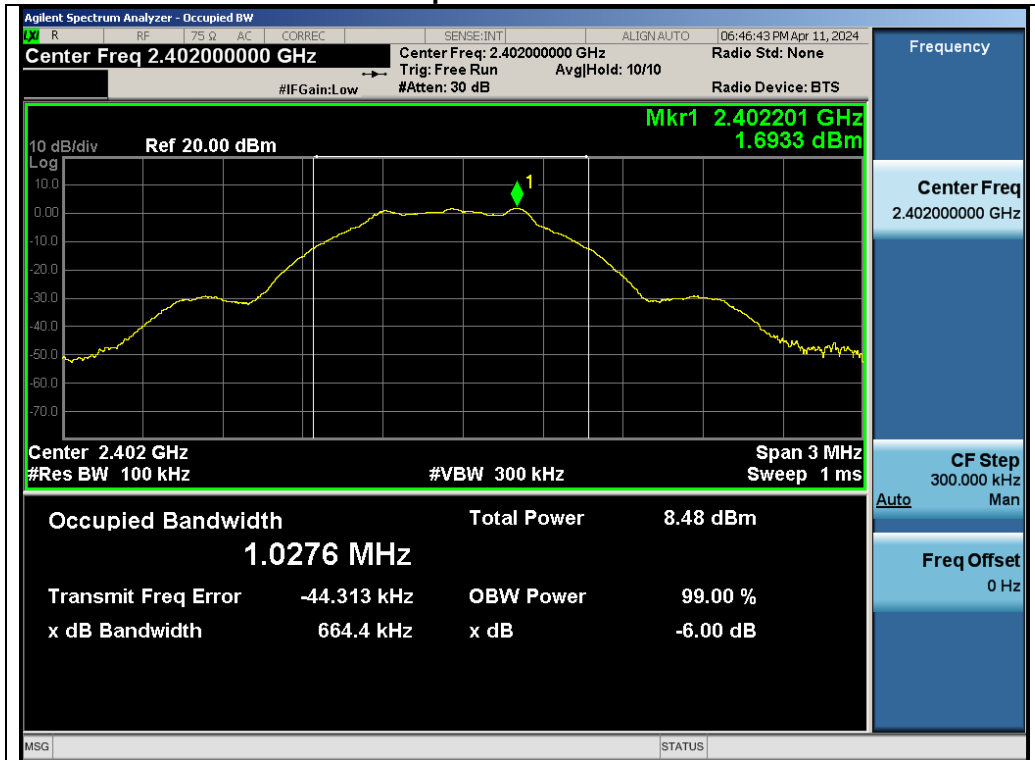 Agilent Spectrum Analyzer - Occupied BW
LXI R RF 75 Ω AC CORREC SENSE:INT ALIGN AUTO 06:46:43 PM Apr 11, 2024
Center Freq 2.402000000 GHz
Center Freq: 2.402000000 GHz Radio Std: None
Trig: Free Run Avg|Hold: 10/10
#IFGain:Low #Atten: 30 dB Radio Device: BTS
Mkr1 2.402201 GHz
1.6933 dBm
10 dB/div Ref 20.00 dBm
Log
10.0
1
0.00
-10.0
-20.0
-30.0
-40.0
-50.0
-60.0
-70.0
Center 2.402 GHz Span 3 MHz
#Res BW 100 kHz #VBW 300 kHz Sweep 1 ms
Occupied Bandwidth Total Power 8.48 dBm
1.0276 MHz
Transmit Freq Error -44.313 kHz OBW Power 99.00 %
x dB Bandwidth 664.4 kHz x dB -6.00 dB
Frequency
Center Freq
2.402000000 GHz
CF Step
300.000 kHz
Auto Man
Freq Offset
0 Hz
MSG STATUS